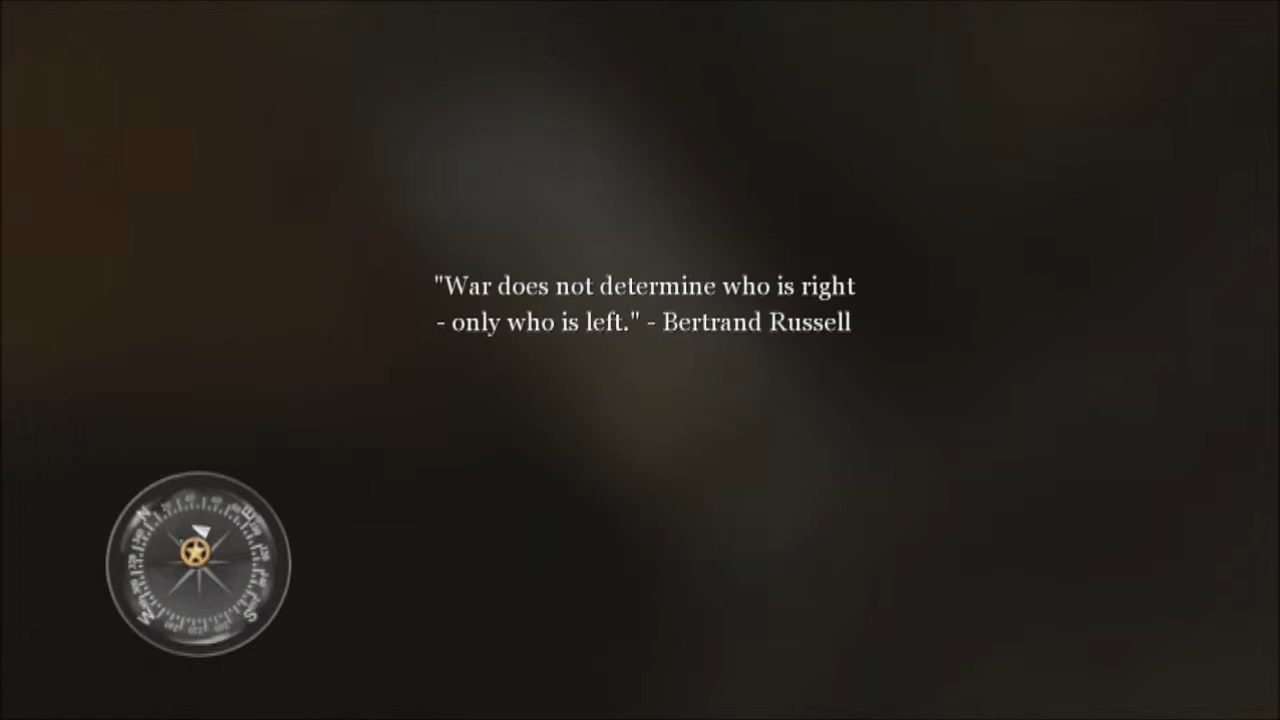 "War does not determine who is right
- only who is left." - Bertrand Russell
N
E
S
W